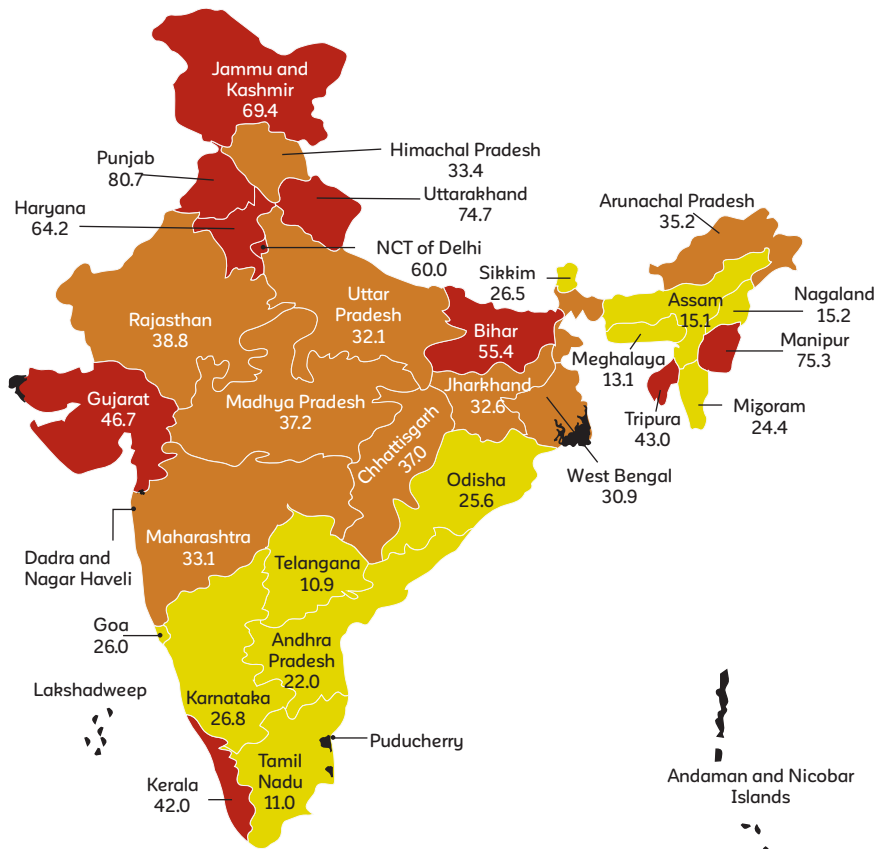 Jammu and
Kashmir
69.4
Himachal Pradesh
33.4
Punjab
80.7
Uttarakhand
74.7
Haryana
64.2
NCT of Delhi
60.0
Arunachal Pradesh
35.2
Sikkim
26.5
Uttar
Pradesh
32.1
Rajasthan
38.8
Bihar
55.4
Assam
15.1
Nagaland
15.2
Meghalaya
13.1
Manipur
75.3
Gujarat
46.7
Madhya Pradesh
37.2
Jharkhand
32.6
Tripura
43.0
Mizoram
24.4
Chhattisgarh
37.0
West Bengal
30.9
Odisha
25.6
Dadra and
Nagar Haveli
Maharashtra
33.1
Telangana
10.9
Goa
26.0
Andhra
Pradesh
22.0
Lakshadweep
Karnataka
26.8
Puducherry
Kerala
42.0
Tamil
Nadu
11.0
Andaman and Nicobar
Islands